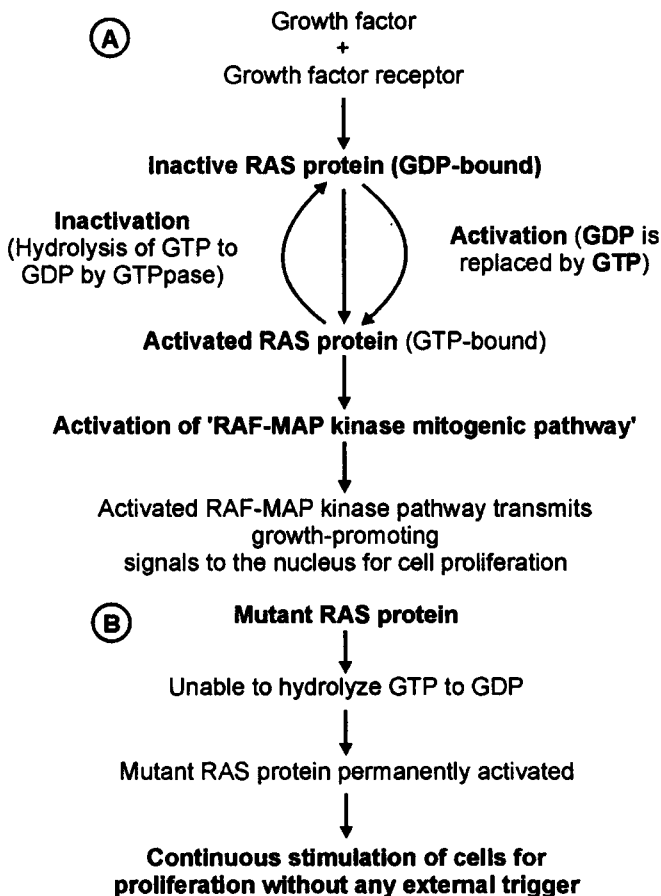 A
Growth factor
+
Growth factor receptor
Inactive RAS protein (GDP-bound)
Inactivation
(Hydrolysis of GTP to
GDP by GTPpase)
Activation (GDP is
replaced by GTP)
Activated RAS protein (GTP-bound)
Activation of 'RAF-MAP kinase mitogenic pathway'
Activated RAF-MAP kinase pathway transmits
growth-promoting
signals to the nucleus for cell proliferation
B
Mutant RAS protein
Unable to hydrolyze GTP to GDP
Mutant RAS protein permanently activated
Continuous stimulation of cells for
proliferation without any external trigger